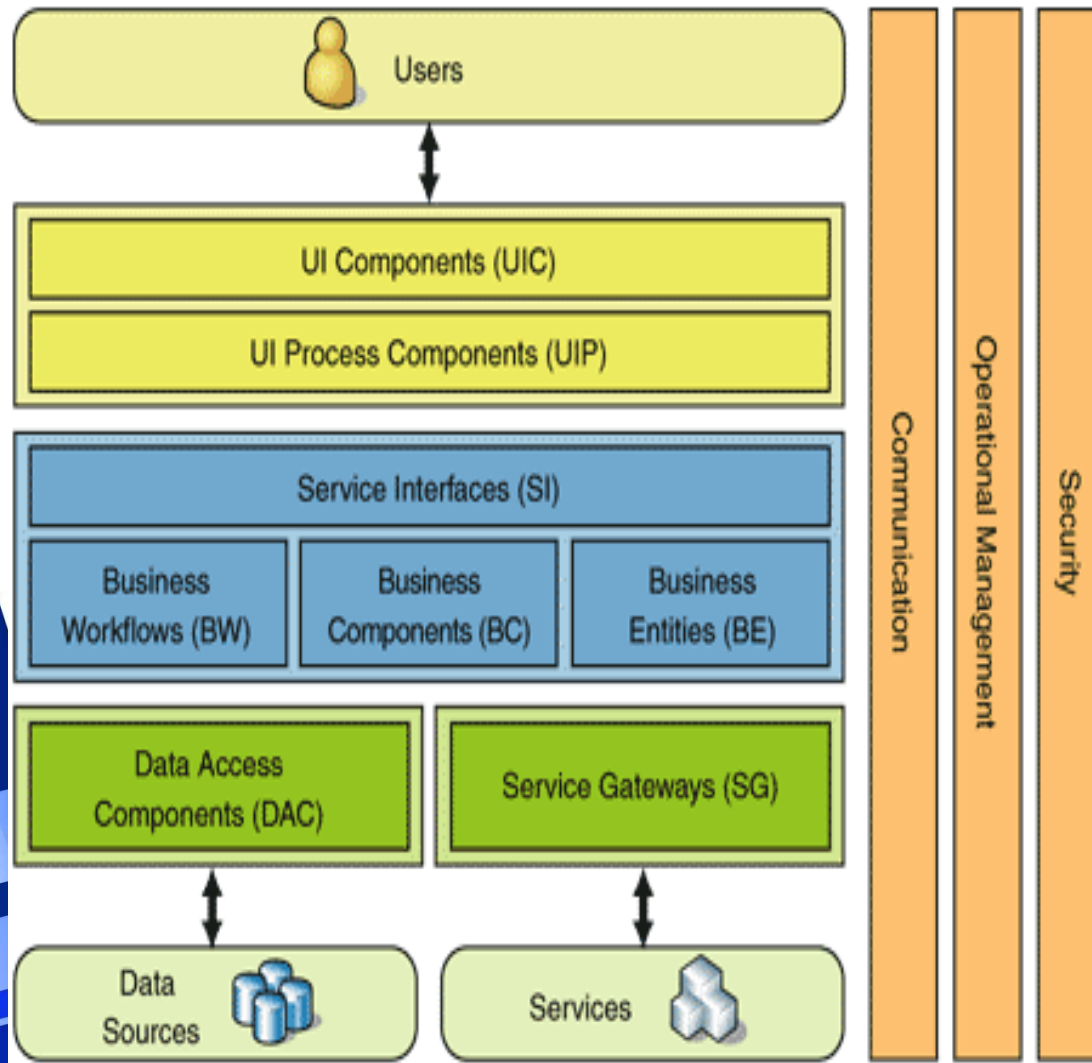 Users
UI Components (UIC)
UI Process Components (UIP)
Service Interfaces (SI)
Business
Workflows (BW)
Business
Components (BC)
Business
Entities (BE)
Data Access
Components (DAC)
Service Gateways (SG)
Data
Sources
Services
Communication
Operational Management
Security